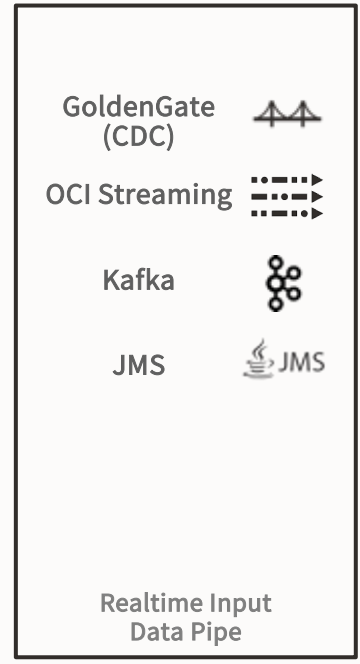 GoldenGate
(CDC)
OCI Streaming
Kafka
JMS
JMS
Realtime Input
Data Pipe